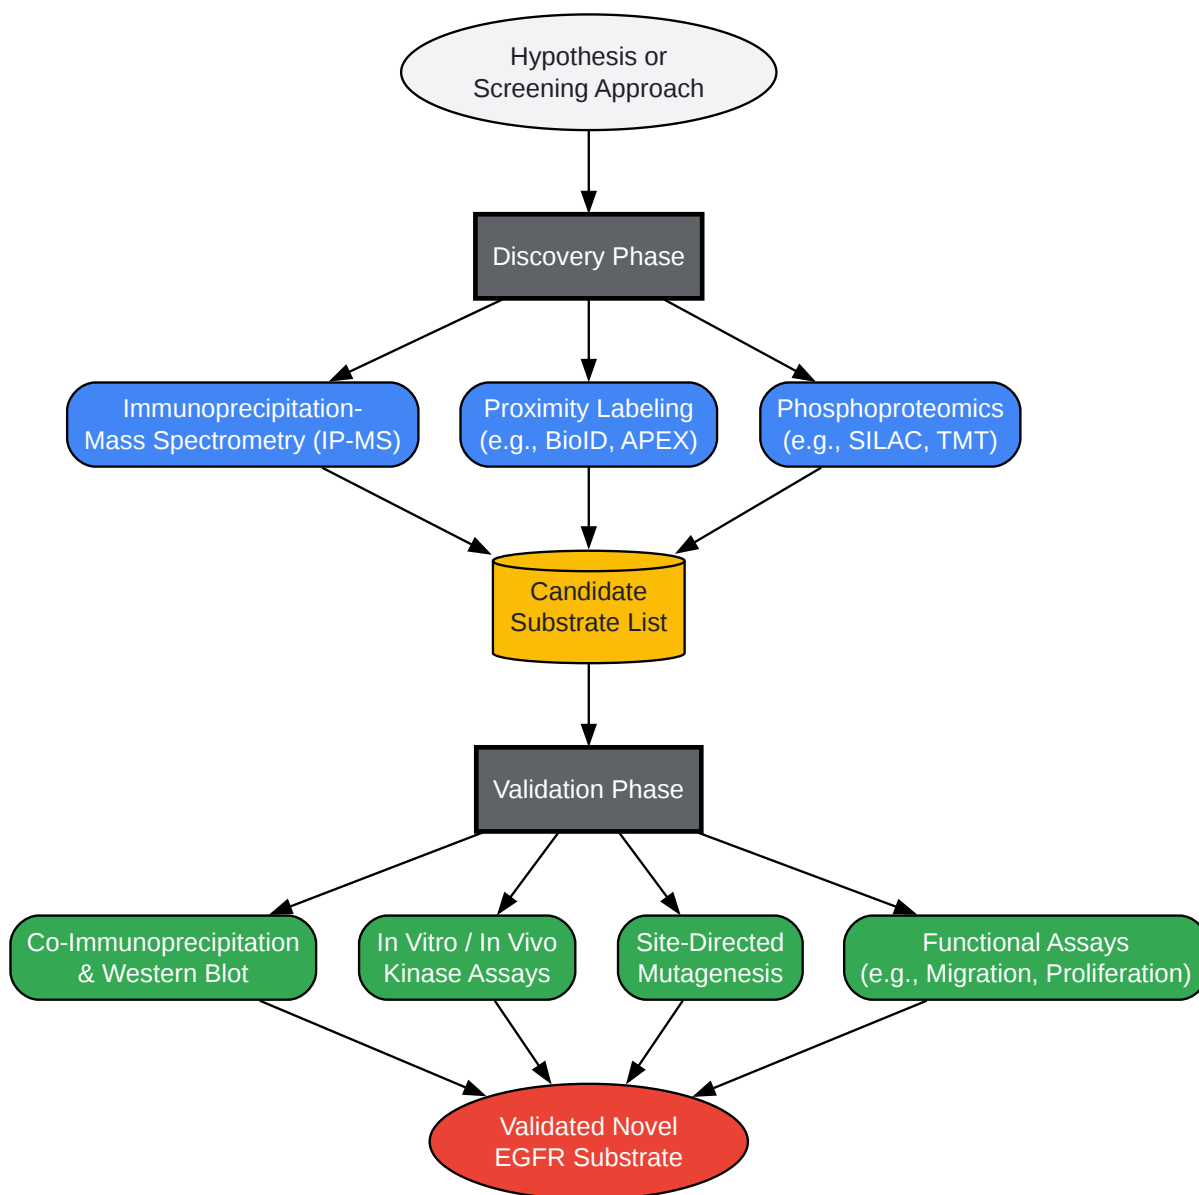 Hypothesis or
Screening Approach
Discovery Phase
Immunoprecipitation-
Mass Spectrometry (IP-MS)
Proximity Labeling
(e.g., BioID, APEX)
Phosphoproteomics
(e.g., SILAC, TMT)
Candidate
Substrate List
Validation Phase
Co-Immunoprecipitation
& Western Blot
In Vitro / In Vivo
Kinase Assays
Site-Directed
Mutagenesis
Functional Assays
(e.g., Migration, Proliferation)
Validated Novel
EGFR Substrate